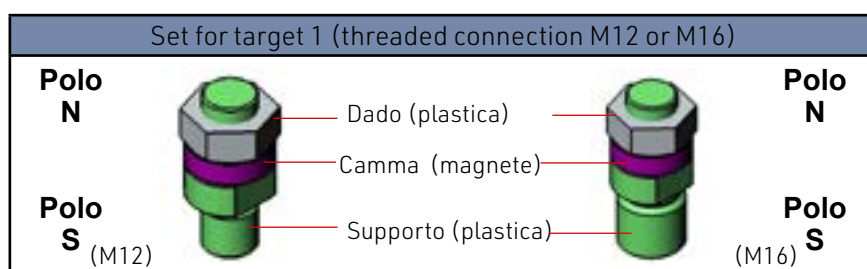 Set for target 1 (threaded connection M12 or M16)
Polo
N
Dado (plastica)
Polo
N
Camma (magnete)
Polo
S
(M12)
Supporto (plastica)
Polo
S
(M16)